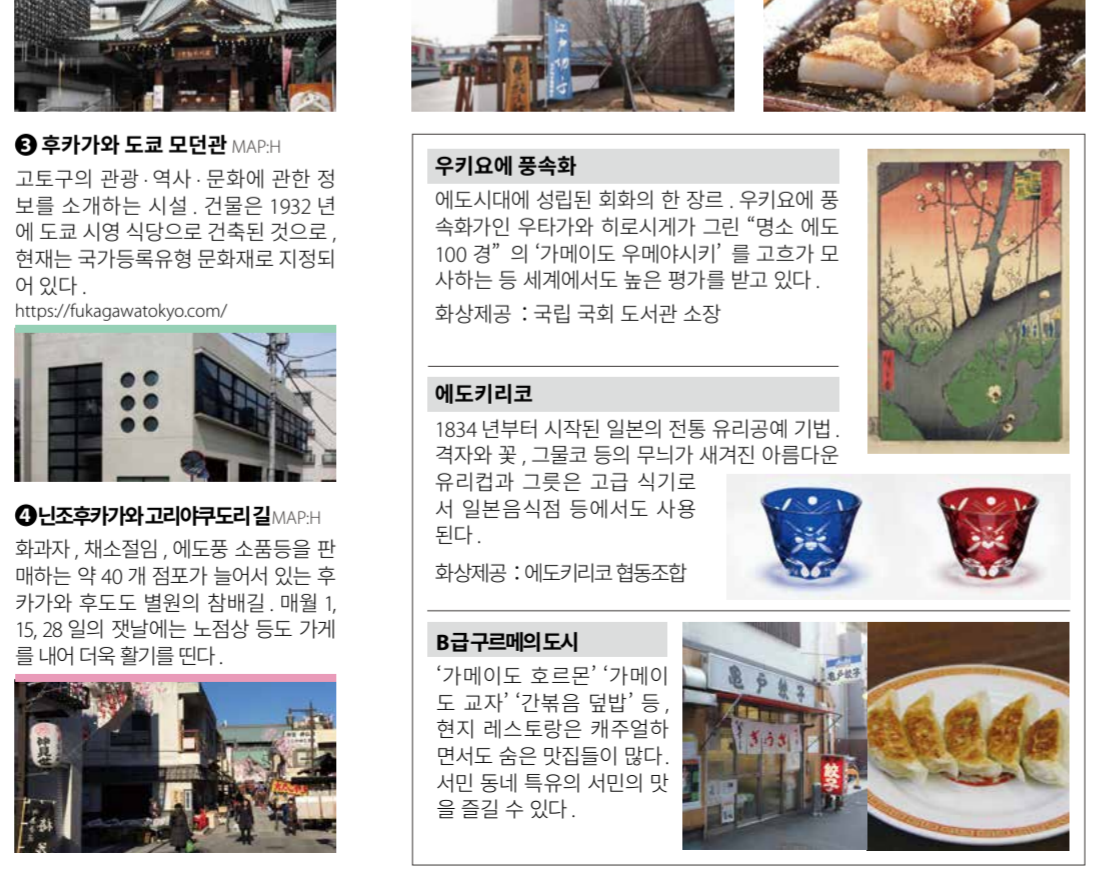 ❸ 후카가와 도쿄 모던관 MAP:H
고토구의 관광 · 역사 · 문화에 관한 정
보를 소개하는 시설 . 건물은 1932 년
에 도쿄 시영 식당으로 건축된 것으로 ,
현재는 국가등록유형 문화재로 지정되
어 있다 .
https://fukagawatokyo.com/
❹닌조후카가와 고리야쿠도리 길 MAP:H
화과자 , 채소절임 , 에도풍 소품등을 판
매하는 약 40 개 점포가 늘어서 있는 후
카가와 후도도 별원의 참배길 . 매월 1,
15, 28 일의 잿날에는 노점상 등도 가게
를 내어 더욱 활기를 띤다 .
우키요에 풍속화
에도시대에 성립된 회화의 한 장르 . 우키요에 풍
속화가인 우타가와 히로시게가 그린 “명소 에도
100 경” 의 ‘가메이도 우메야시키’ 를 고흐가 모
사하는 등 세계에서도 높은 평가를 받고 있다 .
화상제공 : 국립 국회 도서관 소장
에도키리코
1834 년부터 시작된 일본의 전통 유리공예 기법 .
격자와 꽃 , 그물코 등의 무늬가 새겨진 아름다운
유리컵과 그릇은 고급 식기로
서 일본음식점 등에서도 사용
된다 .
화상제공 : 에도키리코 협동조합
B급 구르메의 도시
‘가메이도 호르몬’ ‘가메이
도 교자’ ‘간볶음 덮밥’ 등 ,
현지 레스토랑은 캐주얼하
면서도 숨은 맛집들이 많다.
서민 동네 특유의 서민의 맛
을 즐길 수 있다 .
亀戸餃子
亀戸餃子
ぎょうざ
餃子